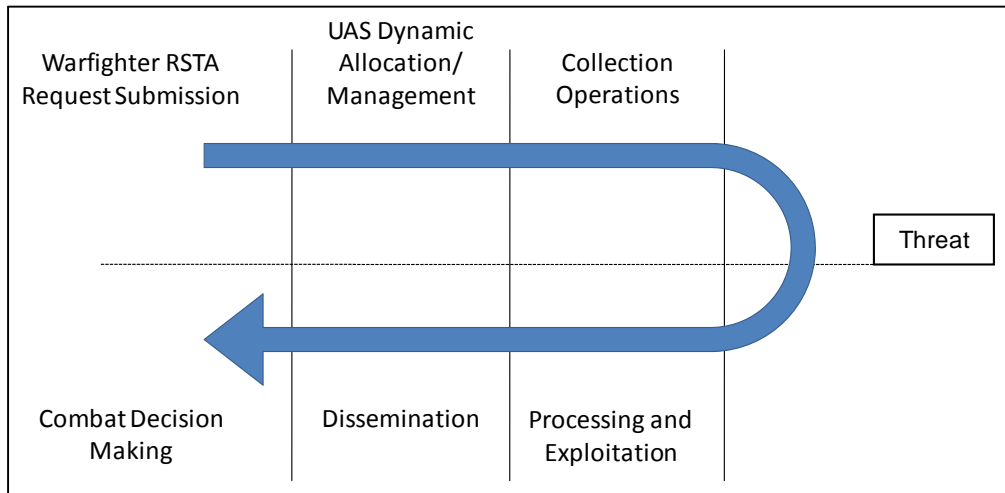 Warfighter RSTA
Request Submission
UAS Dynamic
Allocation/
Management
Collection
Operations
Threat
Combat Decision
Making
Dissemination
Processing and
Exploitation